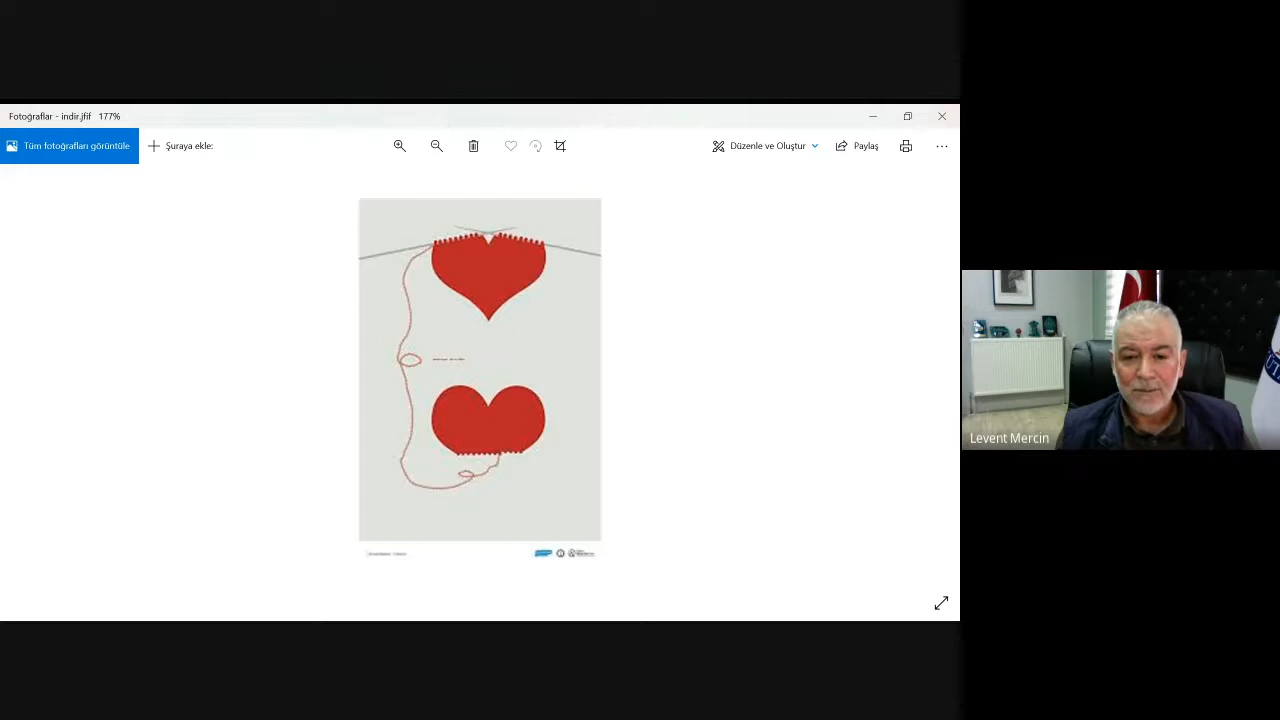 Fotoğraflar - indir.jfif 177%
Tüm fotoğrafları görüntüle
Şuraya ekle:
Düzenle ve Oluştur
Paylaş
Levent Mercin